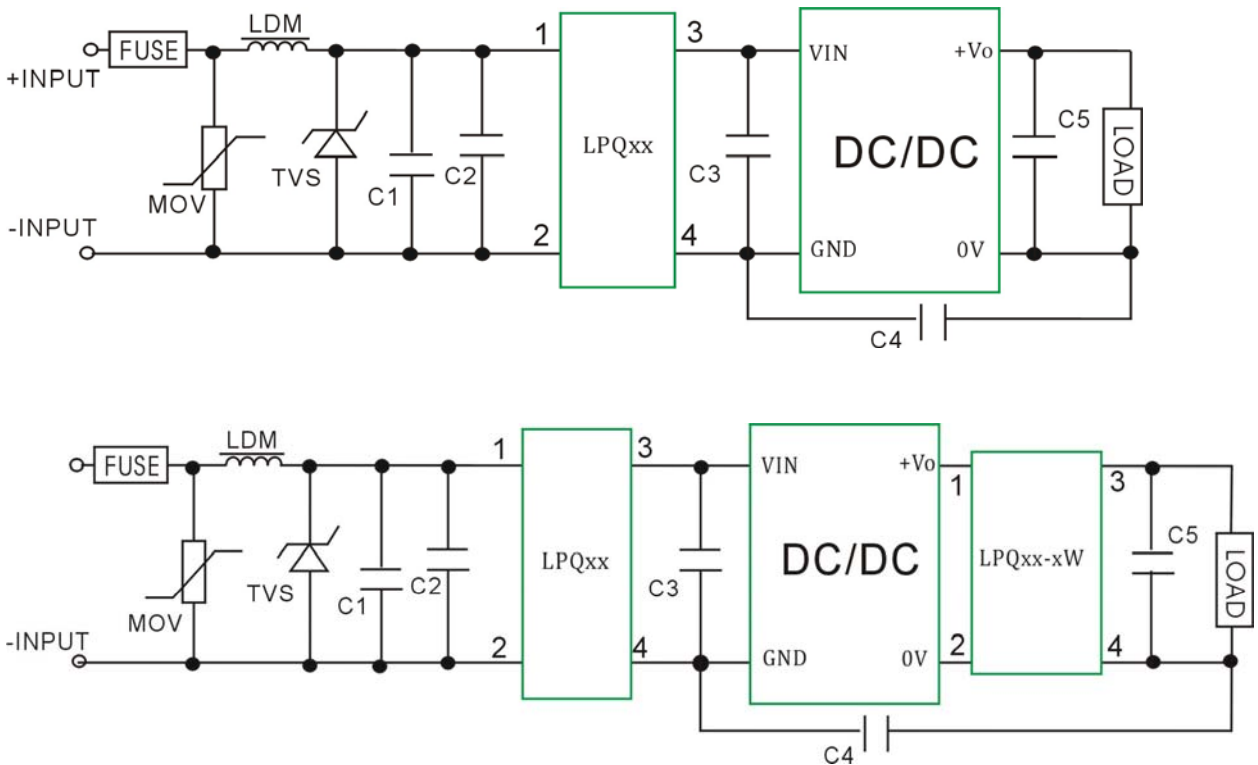 LDM
FUSE
+INPUT
MOV
TVS
C1
C2
1
2
LPQxx
3
4
C3
VIN
+Vo
DC/DC
GND
0V
C5
LOAD
C4
-INPUT
LDM
FUSE
MOV
TVS
C1
C2
1
2
LPQxx
3
4
C3
VIN
+Vo
DC/DC
GND
0V
1
2
LPQxx-xW
3
4
C5
LOAD
C4
-INPUT